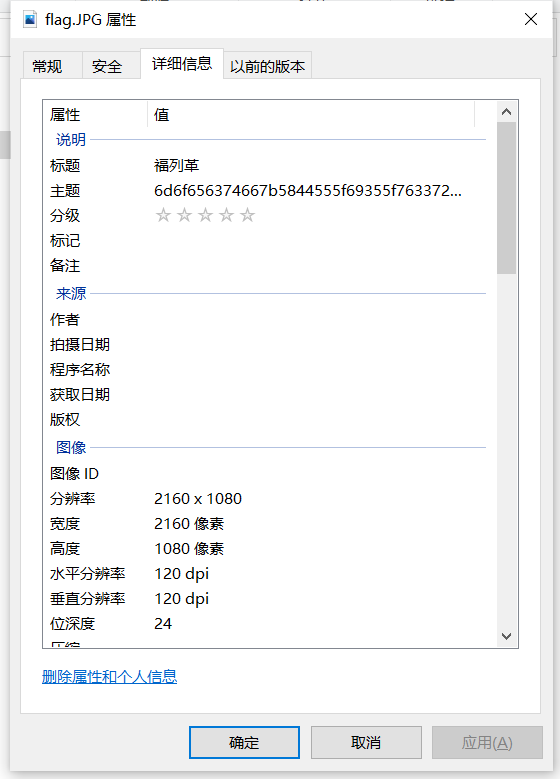 flag.JPG 属性
常规 安全 详细信息 以前的版本
属性 值
说明
标题 福列革
主题 6d6f656374667b5844555f69355f763372...
分级
标记
备注
来源
作者
拍摄日期
程序名称
获取日期
版权
图像
图像 ID
分辨率 2160 x 1080
宽度 2160 像素
高度 1080 像素
水平分辨率 120 dpi
垂直分辨率 120 dpi
位深度 24
删除属性和个人信息
确定 取消 应用(A)